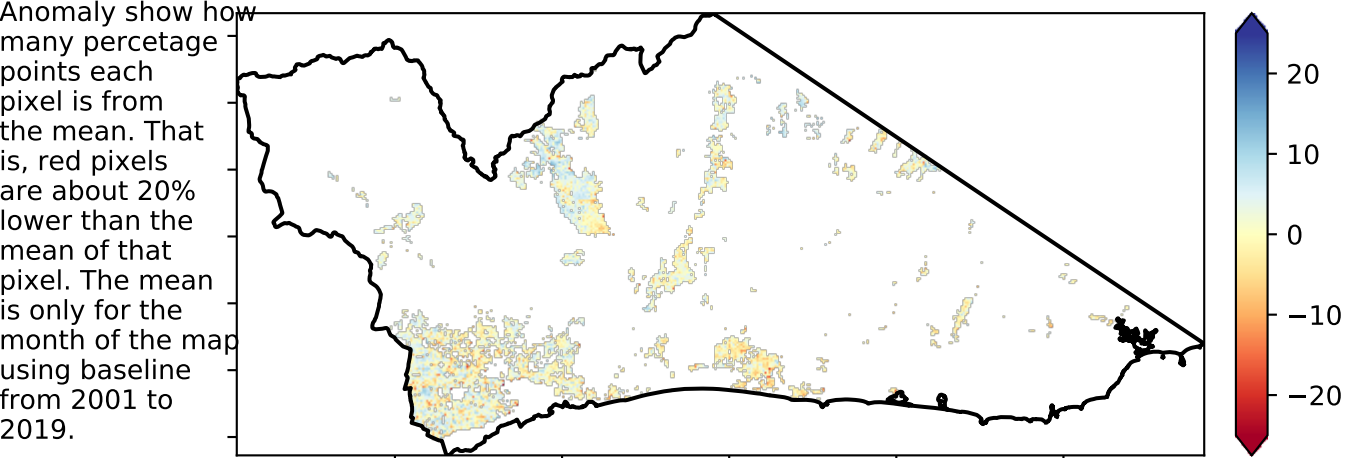 Anomaly show how
many percetage
points each
pixel is from
the mean. That
is, red pixels
are about 20%
lower than the
mean of that
pixel. The mean
is only for the
month of the map
using baseline
from 2001 to
2019.
20
10
0
−10
−20